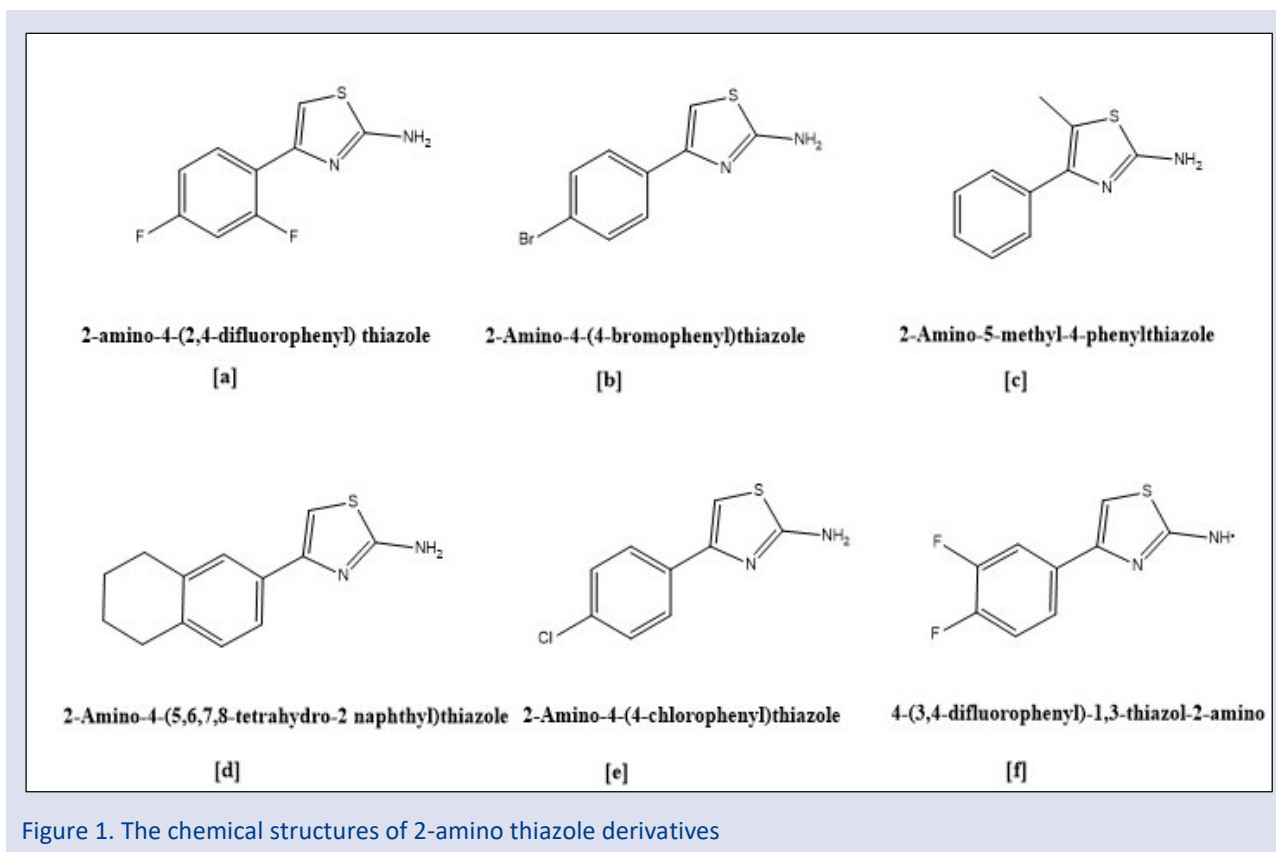 S
NH2
N
F
F
2-amino-4-(2,4-difluorophenyl) thiazole
[a]
S
NH2
N
Br
2-Amino-4-(4-bromophenyl)thiazole
[b]
S
NH2
N
2-Amino-5-methyl-4-phenylthiazole
[c]
S
NH2
N
2-Amino-4-(5,6,7,8-tetrahydro-2 naphthyl)thiazole
[d]
S
NH2
N
Cl
2-Amino-4-(4-chlorophenyl)thiazole
[e]
S
NH•
N
F
F
4-(3,4-difluorophenyl)-1,3-thiazol-2-amino
[f]
Figure 1. The chemical structures of 2-amino thiazole derivatives